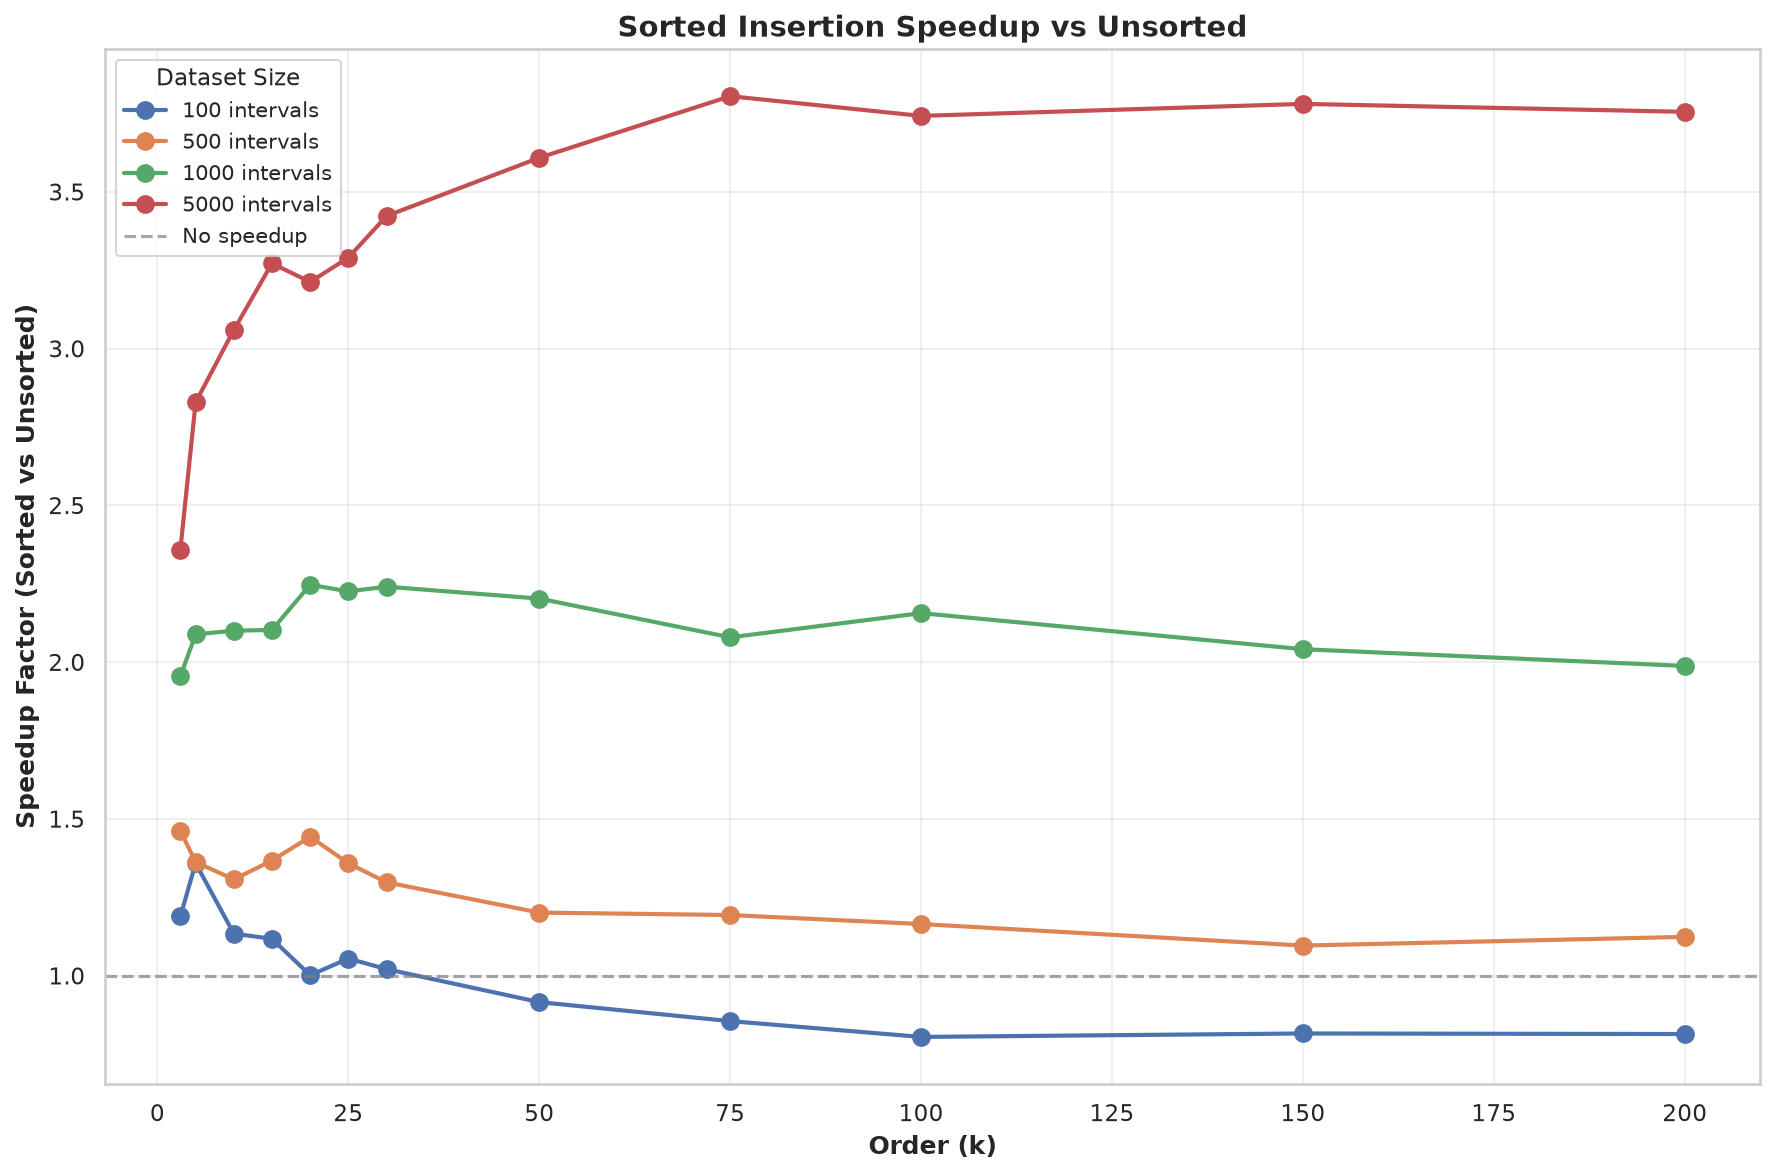 Sorted Insertion Speedup vs Unsorted
Dataset Size
100 intervals
500 intervals
1000 intervals
5000 intervals
No speedup
Speedup Factor (Sorted vs Unsorted)
3.5
3.0
2.5
2.0
1.5
1.0
0 25 50 75 100 125 150 175 200
Order (k)